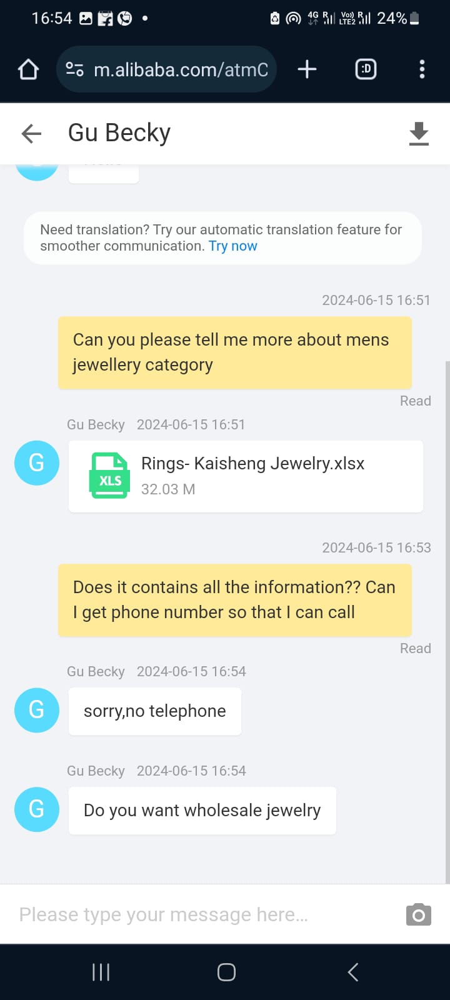 16:54
4G R Vo)) R LTE2 24%
m.alibaba.com/atmC
:D
Gu Becky
Need translation? Try our automatic translation feature for
smoother communication. Try now
2024-06-15 16:51
Can you please tell me more about mens
jewellery category
Read
Gu Becky 2024-06-15 16:51
G
Rings- Kaisheng Jewelry.xlsx
XLS
32.03 M
2024-06-15 16:53
Does it contains all the information?? Can
I get phone number so that I can call
Read
Gu Becky 2024-06-15 16:54
G
sorry,no telephone
Gu Becky 2024-06-15 16:54
G
Do you want wholesale jewelry
Please type your message here...